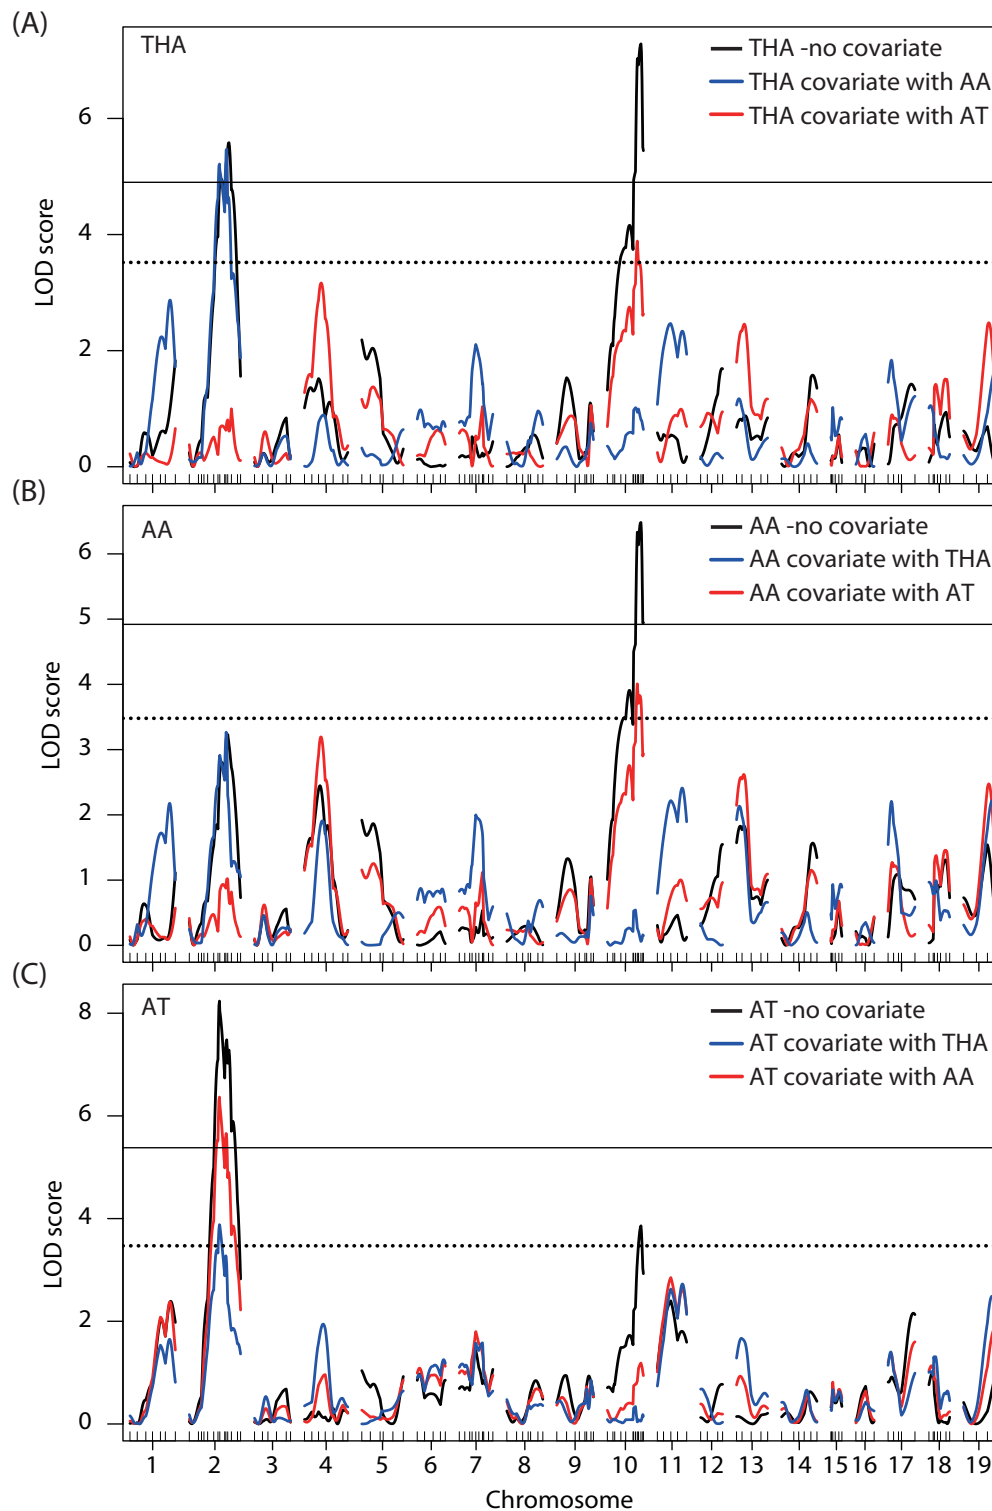 (A)
THA
THA -no covariate
THA covariate with AA
THA covariate with AT
6
4
2
0
LOD score
(B)
AA
AA -no covariate
AA covariate with THA
AA covariate with AT
6
5
4
3
2
1
0
LOD score
(C)
AT
AT -no covariate
AT covariate with THA
AT covariate with AA
8
6
4
2
0
LOD score
1 2 3 4 5 6 7 8 9 10 11 12 13 14 15 16 17 18 19
Chromosome